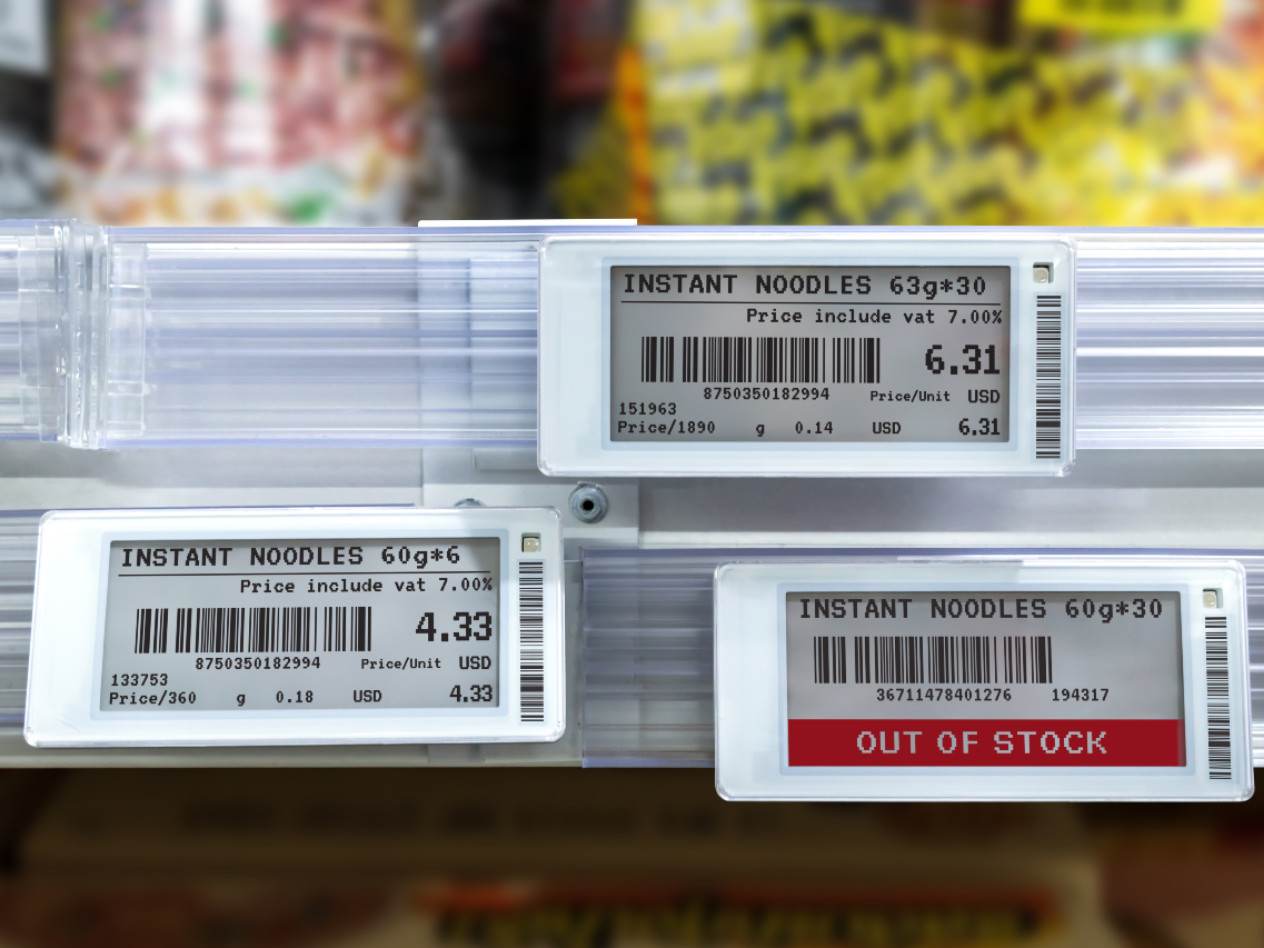 INSTANT NOODLES 63g*30
Price include vat 7.00%
6.31
8750350182994 Price/Unit USD
151963
Price/1890 g 0.14 USD 6.31
INSTANT NOODLES 60g*6
Price include vat 7.00%
4.33
8750350182994 Price/Unit USD
133753
Price/360 g 0.18 USD 4.33
INSTANT NOODLES 60g*30
36711478401276 194317
OUT OF STOCK